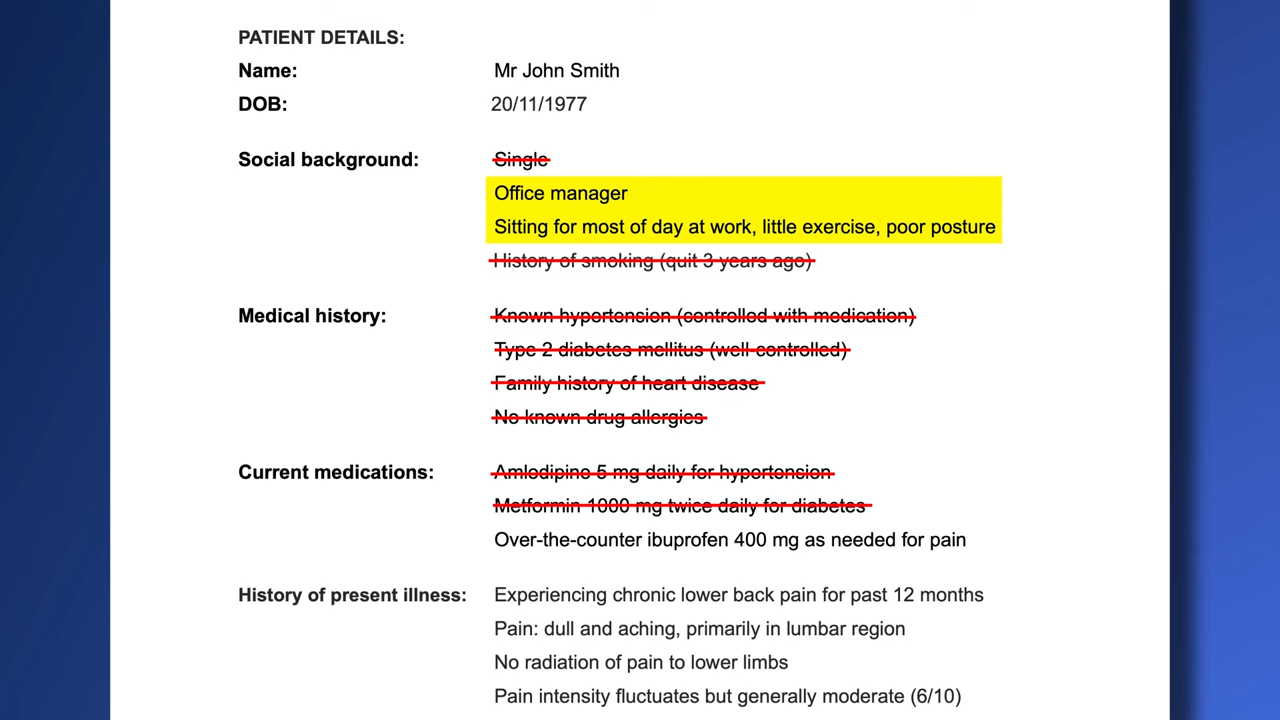 PATIENT DETAILS:
Name: Mr John Smith
DOB: 20/11/1977
Social background: Single
Office manager
Sitting for most of day at work, little exercise, poor posture
History of smoking (quit 3 years ago)
Medical history: Known hypertension (controlled with medication)
Type 2 diabetes mellitus (well-controlled)
Family history of heart disease
No known drug allergies
Current medications: Amlodipine 5 mg daily for hypertension
Metformin 1000 mg twice daily for diabetes
Over-the-counter ibuprofen 400 mg as needed for pain
History of present illness: Experiencing chronic lower back pain for past 12 months
Pain: dull and aching, primarily in lumbar region
No radiation of pain to lower limbs
Pain intensity fluctuates but generally moderate (6/10)